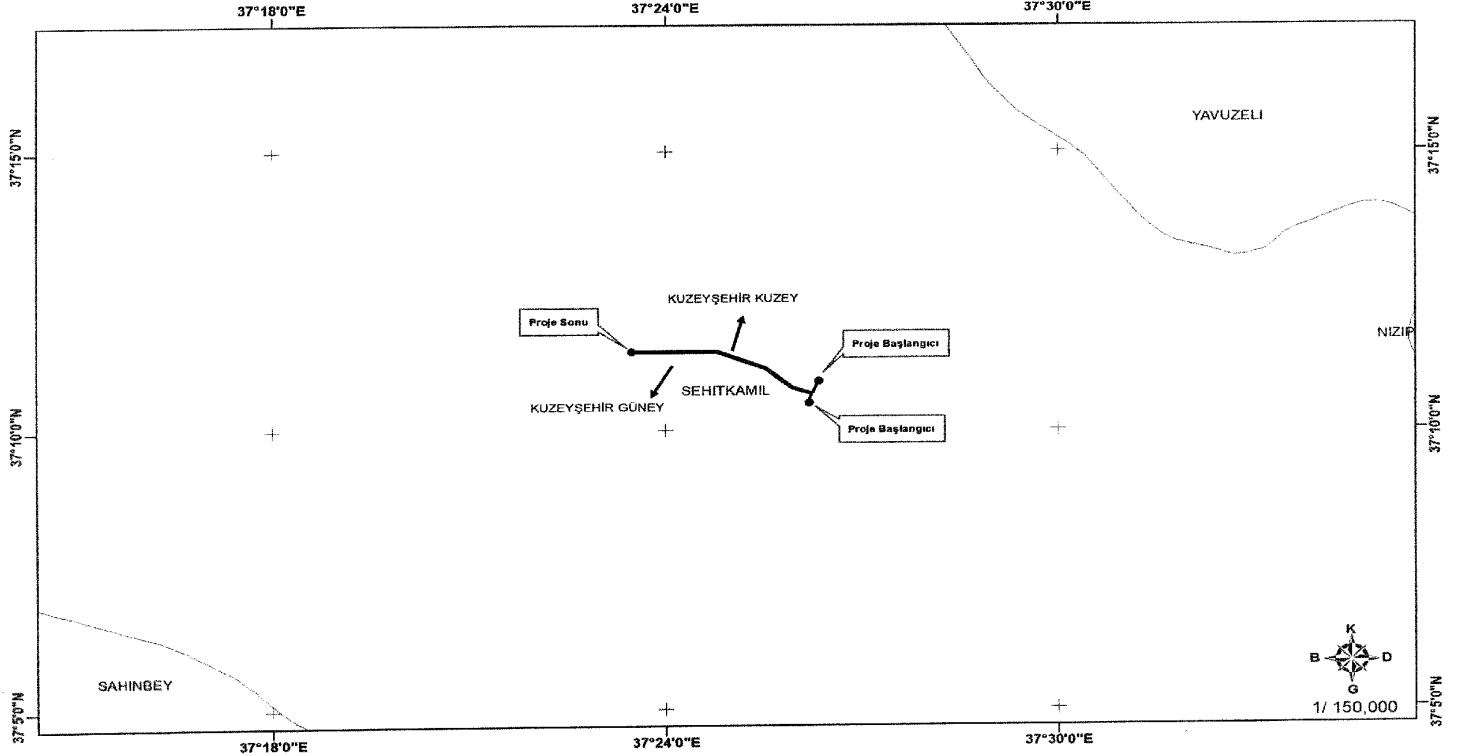 37°18'0"E
37°24'0"E
37°30'0"E
YAVUZELI
37°15'0"N
37°15'0"N
KUZEYŞEHİR KUZEY
Proje Sonu
Proje Başlangıcı
NIZIP
SEHITKAMIL
KUZEYŞEHİR GÜNEY
Proje Başlangıcı
37°10'0"N
37°10'0"N
K
B
D
G
SAHINBEY
1/ 150,000
37°5'0"N
37°5'0"N
37°18'0"E
37°24'0"E
37°30'0"E